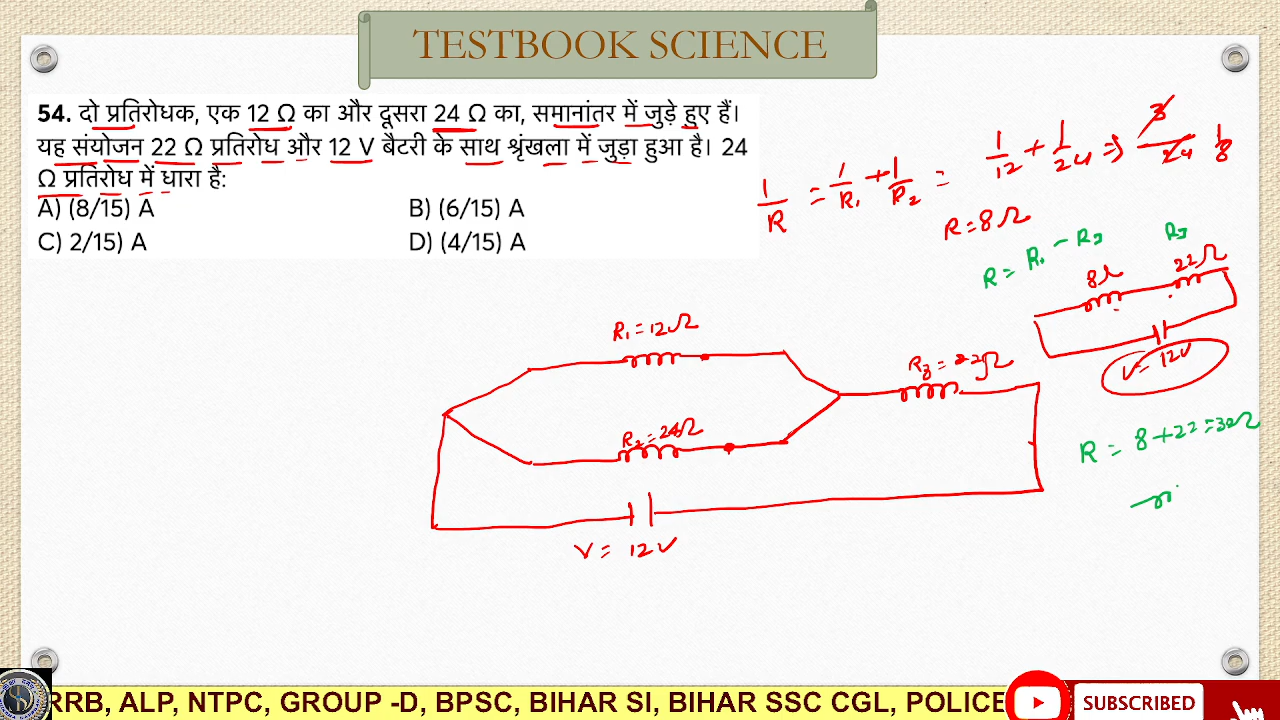 TESTBOOK SCIENCE
54. दो प्रतिरोधक, एक 12 Ω का और दूसरा 24 Ω का, समानांतर में जुड़े हुए हैं।
यह संयोजन 22 Ω प्रतिरोध और 12 V बैटरी के साथ श्रृंखला में जुड़ा हुआ है। 24
Ω प्रतिरोध में धारा है:
A) (8/15) A
B) (6/15) A
C) 2/15) A
D) (4/15) A
1/R = 1/R₁ + 1/R₂ = 1/12 + 1/24 ⇒ 3/24 1/8
R = 8Ω
R = R₁ - R₂
R₃
8Ω
22Ω
V = 12V
R₁ = 12Ω
R₃ = 22Ω
R₂ = 24Ω
R = 8 + 22 = 30Ω
V = 12V
RRB, ALP, NTPC, GROUP -D, BPSC, BIHAR SI, BIHAR SSC CGL, POLICE
SUBSCRIBED